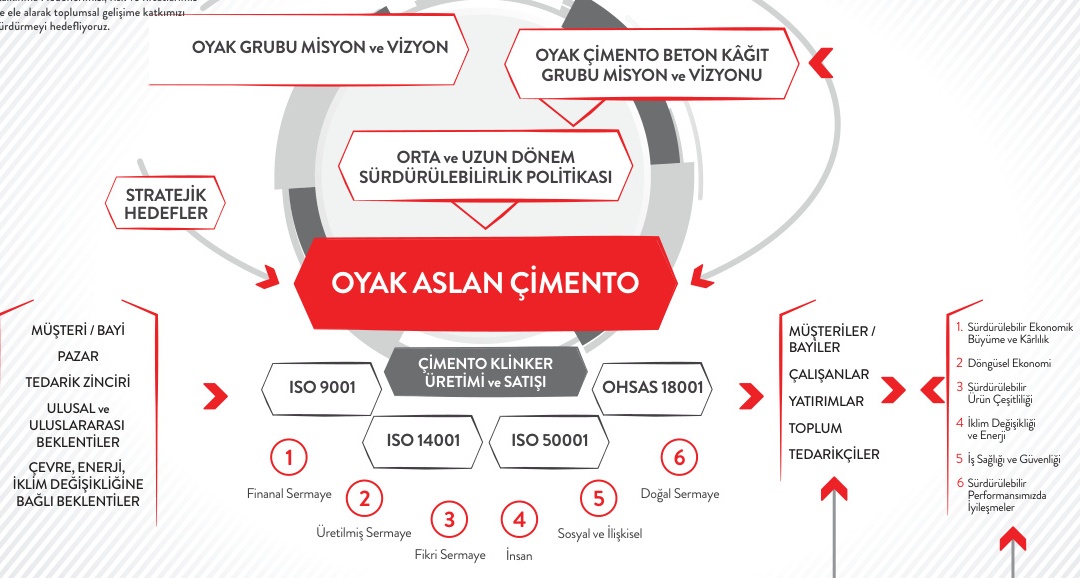 e ele alarak toplumsal gelişime katkımızı
ürdürmeyi hedefliyoruz.
OYAK GRUBU MİSYON ve VİZYON
OYAK ÇİMENTO BETON KÂĞIT
GRUBU MİSYON ve VİZYONU
ORTA ve UZUN DÖNEM
SÜRDÜRÜLEBİLİRLİK POLİTİKASI
STRATEJİK
HEDEFLER
OYAK ASLAN ÇİMENTO
MÜŞTERİ / BAYİ
PAZAR
TEDARİK ZİNCİRİ
ULUSAL ve
ULUSLARARASI
BEKLENTİLER
ÇEVRE, ENERJİ,
İKLİM DEĞİŞİKLİĞİNE
BAĞLI BEKLENTİLER
ÇİMENTO KLİNKER
ÜRETİMİ ve SATIŞI
ISO 9001
ISO 14001
ISO 50001
OHSAS 18001
1
Finanal Sermaye
2
Üretilmiş Sermaye
3
Fikri Sermaye
4
İnsan
5
Sosyal ve İlişkisel
6
Doğal Sermaye
MÜŞTERİLER /
BAYİLER
ÇALIŞANLAR
YATIRIMLAR
TOPLUM
TEDARİKÇİLER
1. Sürdürülebilir Ekonomik
Büyüme ve Kârlılık
2 Döngüsel Ekonomi
3 Sürdürülebilir
Ürün Çeşitliliği
4 İklim Değişikliği
ve Enerji
5 İş Sağlığı ve Güvenliği
6 Sürdürülebilir
Performansımızda
İyileşmeler